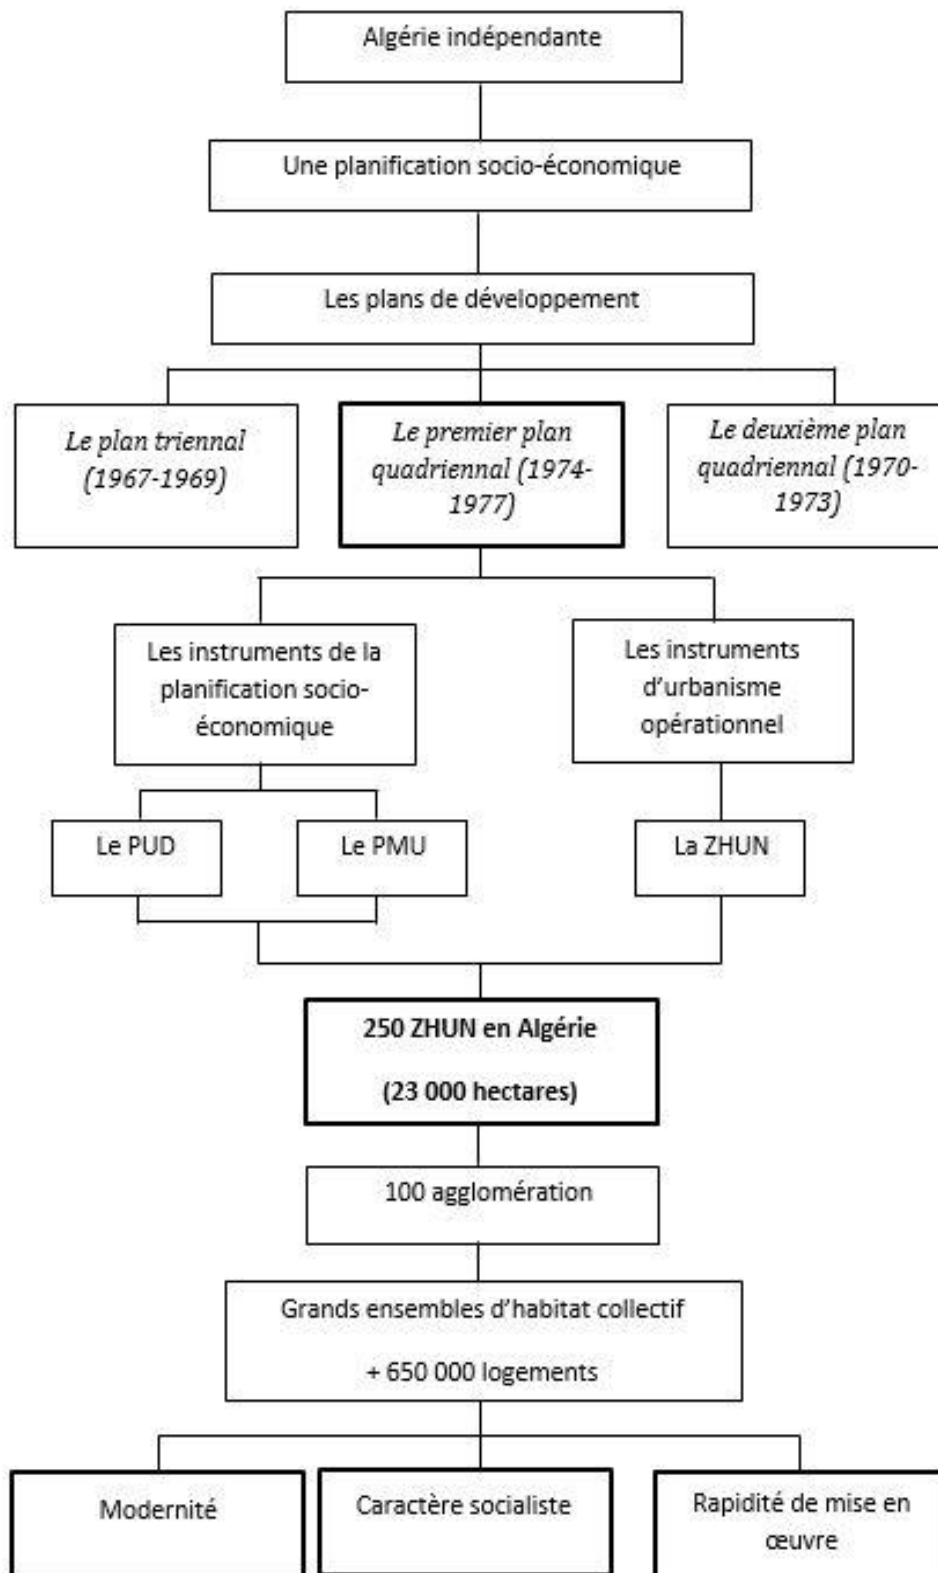 Algérie indépendante
Une planification socio-économique
Les plans de développement
Le plan triennal
(1967-1969)
Le premier plan
quadriennal (1974-
1977)
Le deuxième plan
quadriennal (1970-
1973)
Les instruments de la
planification socio-
économique
Les instruments
d'urbanisme
opérationnel
Le PUD
Le PMU
La ZHUN
250 ZHUN en Algérie
(23 000 hectares)
100 agglomération
Grands ensembles d'habitat collectif
+ 650 000 logements
Modernité
Caractère socialiste
Rapidité de mise en
œuvre